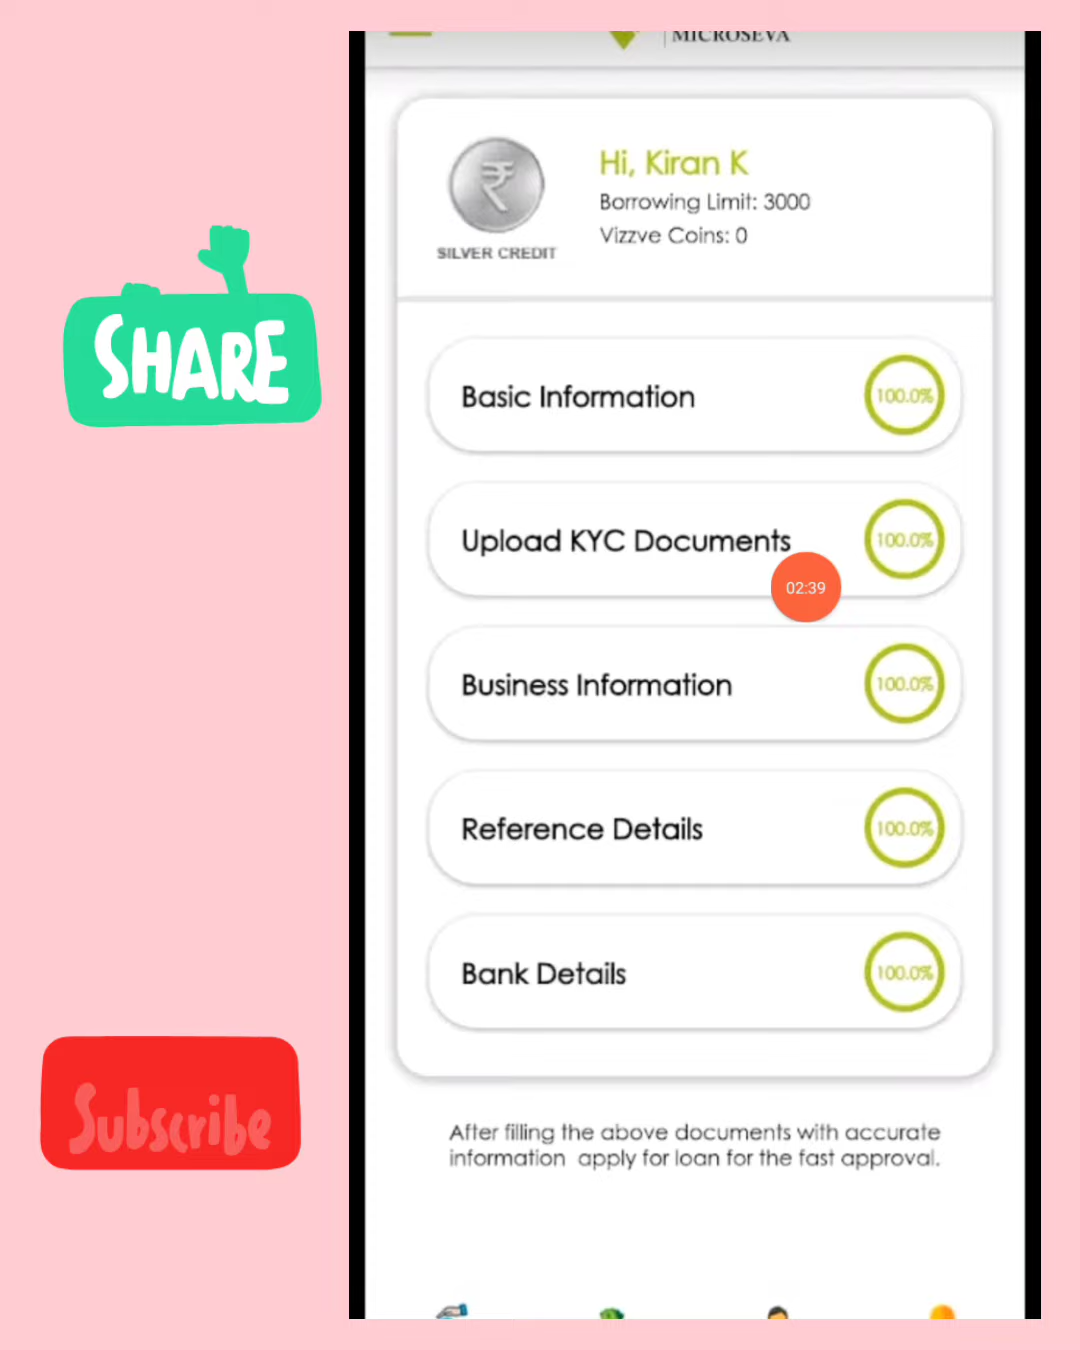 MICROSEVA
Hi, Kiran K
Borrowing Limit: 3000
Vizzve Coins: 0
SILVER CREDIT
SHARE
Basic Information
100.0%
Upload KYC Documents
100.0%
02:39
Business Information
100.0%
Reference Details
100.0%
Bank Details
100.0%
Subscribe
After filling the above documents with accurate
information apply for loan for the fast approval.